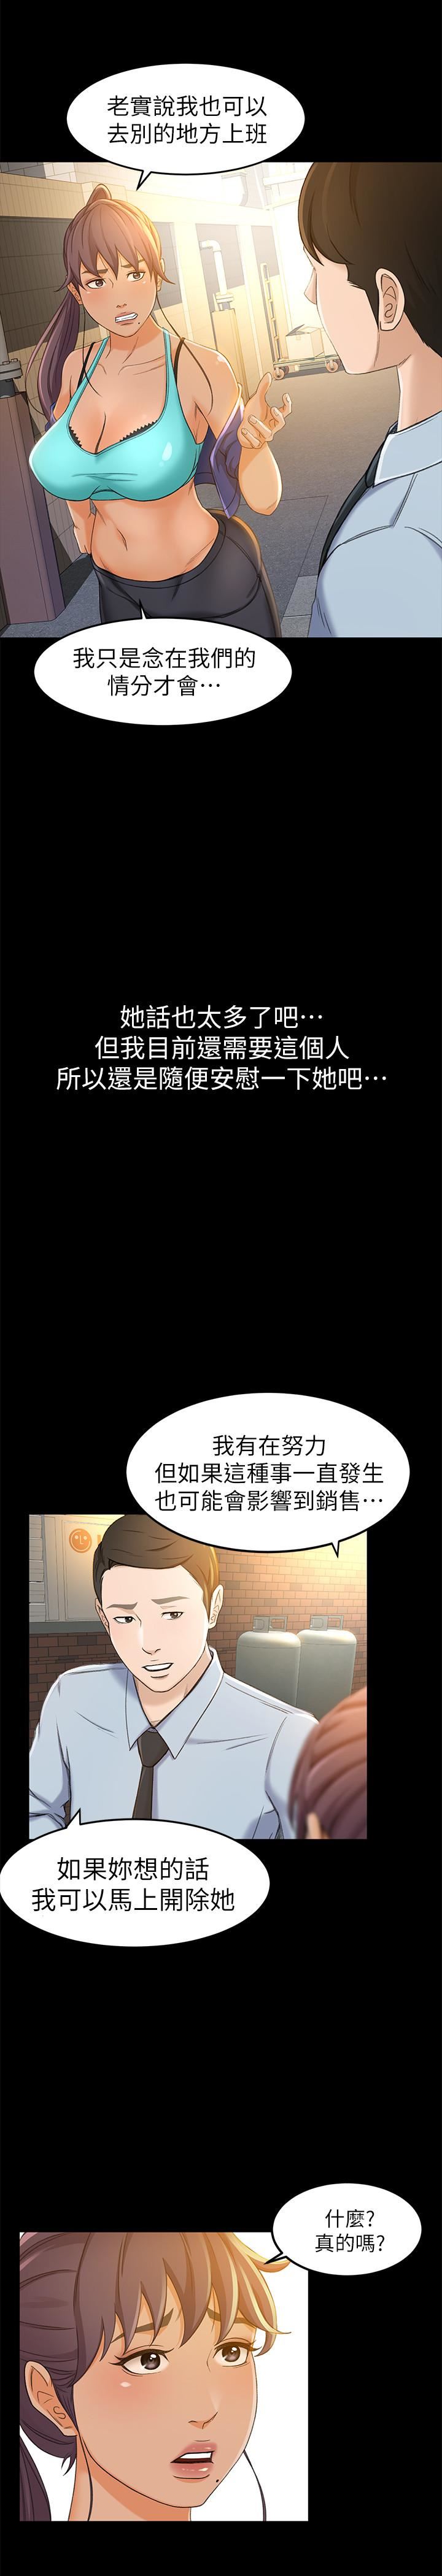 老實說我也可以
去別的地方上班
我只是念在我們的
情分才會⋯
她話也太多了吧⋯
但我目前還需要這個人
所以還是隨便安慰一下她吧⋯
我有在努力
但如果這種事一直發生
也可能會影響到銷售⋯
如果妳想的話
我可以馬上開除她
什麼?
真的嗎?